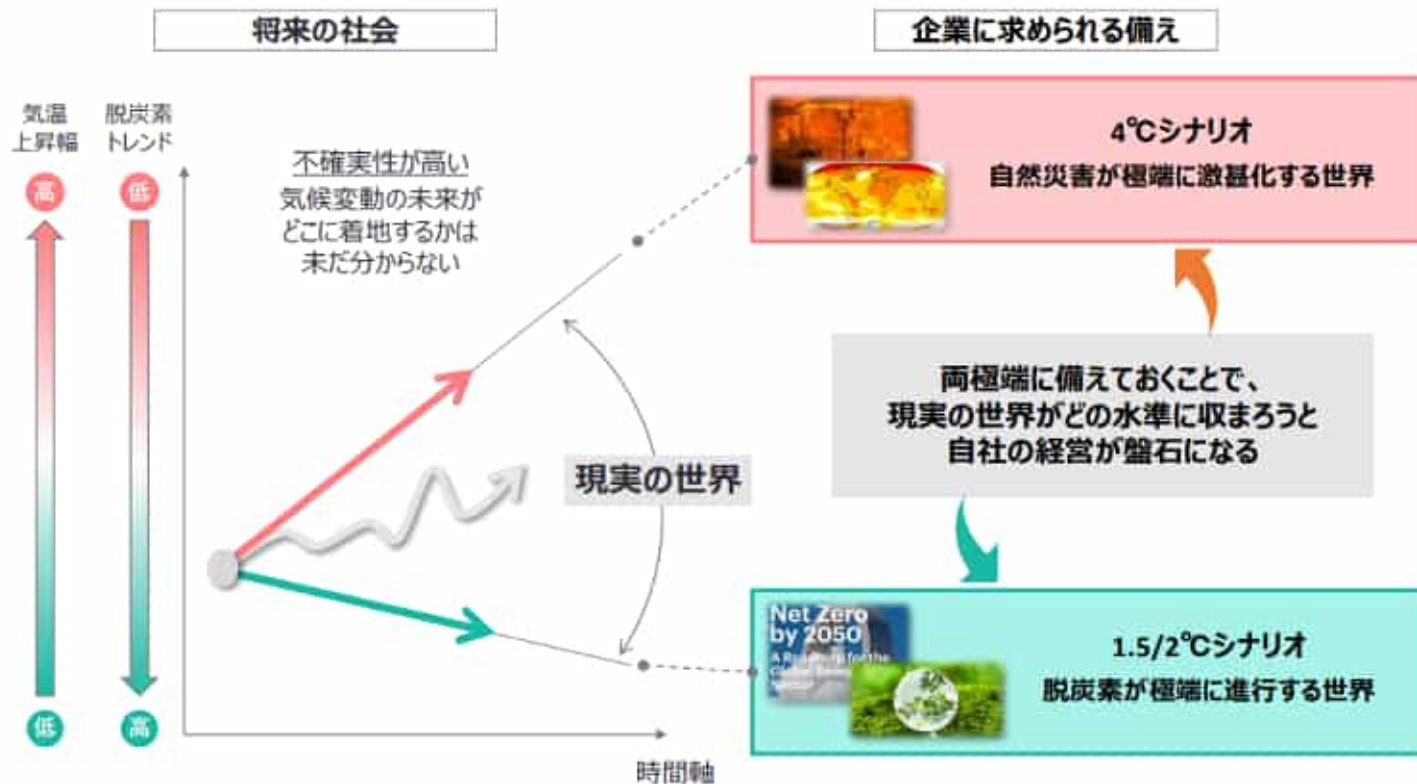 将来の社会
企業に求められる備え
気温
上昇幅
脱炭素
トレンド
高
低
不確実性が高い
気候変動の未来が
どこに着地するかは
未だ分からない
4℃シナリオ
自然災害が極端に激甚化する世界
両極端に備えておくことで、
現実の世界がどの水準に収まろうと
自社の経営が盤石になる
現実の世界
Net Zero
by 2050
for the
1.5/2℃シナリオ
脱炭素が極端に進行する世界
低
高
時間軸